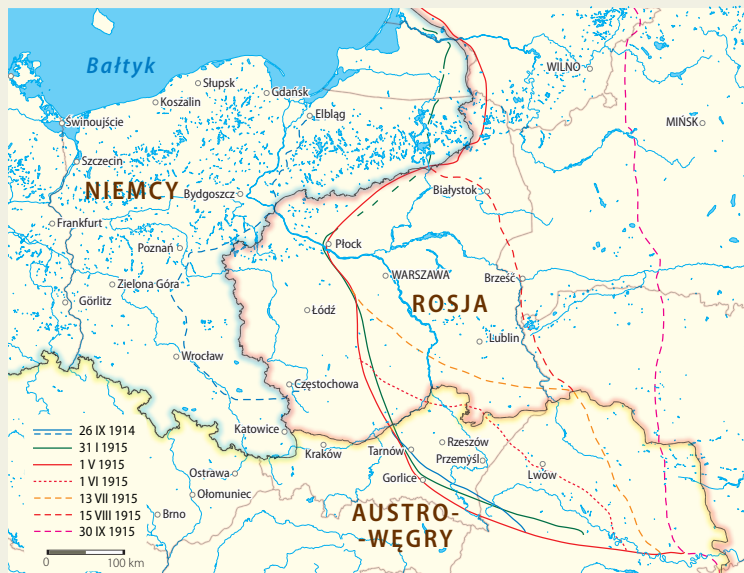 Bałtyk
WILNO
Słupsk
Gdańsk
Koszalin
Elbląg
Świnoujście
MIŃSK
Szczecin
NIEMCY
Bydgoszcz
Białystok
Frankfurt
Poznań
Płock
WARSZAWA
Brześć
Zielona Góra
Görlitz
ROSJA
Łódź
Lublin
Wrocław
Częstochowa
Katowice
Kraków
Tarnów
Rzeszów
Przemyśl
Lwów
Gorlice
Ostrawa
Ołomuniec
Brno
AUSTRO-
-WĘGRY
26 IX 1914
31 I 1915
1 V 1915
1 VI 1915
13 VII 1915
15 VIII 1915
30 IX 1915
0 100 km